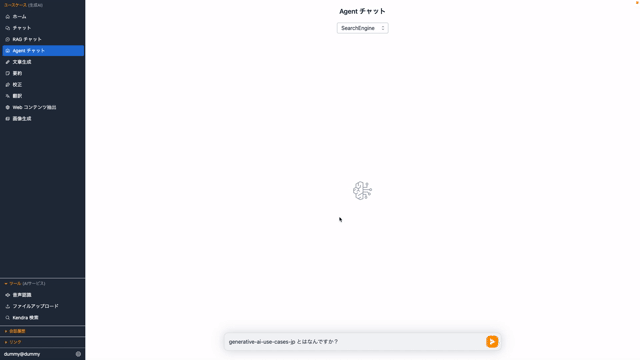 ユースケース (生成AI)
ホーム
チャット
RAG チャット
Agent チャット
文章生成
要約
校正
翻訳
Web コンテンツ抽出
画像生成
ツール (AIサービス)
音声認識
ファイルアップロード
Kendra 検索
会話履歴
リンク
dummy@dummy
Agent チャット
SearchEngine
generative-ai-use-cases-jp とはなんですか？